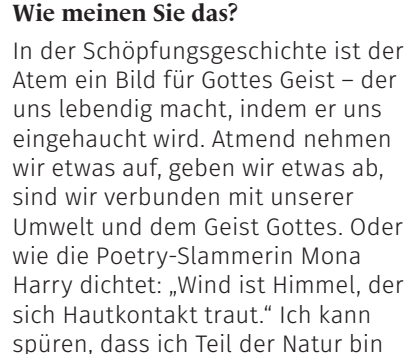 Wie meinen Sie das?
In der Schöpfungsgeschichte ist der
Atem ein Bild für Gottes Geist – der
uns lebendig macht, indem er uns
eingehaucht wird. Atmend nehmen
wir etwas auf, geben wir etwas ab,
sind wir verbunden mit unserer
Umwelt und dem Geist Gottes. Oder
wie die Poetry-Slammerin Mona
Harry dichtet: „Wind ist Himmel, der
sich Hautkontakt traut.“ Ich kann
spüren, dass ich Teil der Natur bin